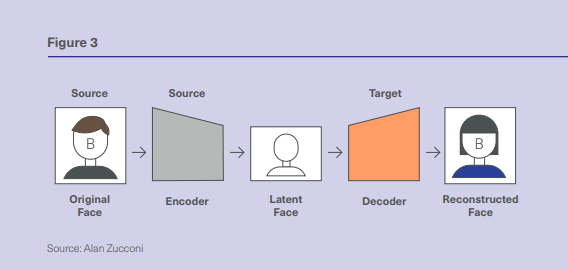 Figure 3
Source
Source
Target
B
B
Original
Face
Encoder
Latent
Face
Decoder
Reconstructed
Face
Source: Alan Zucconi